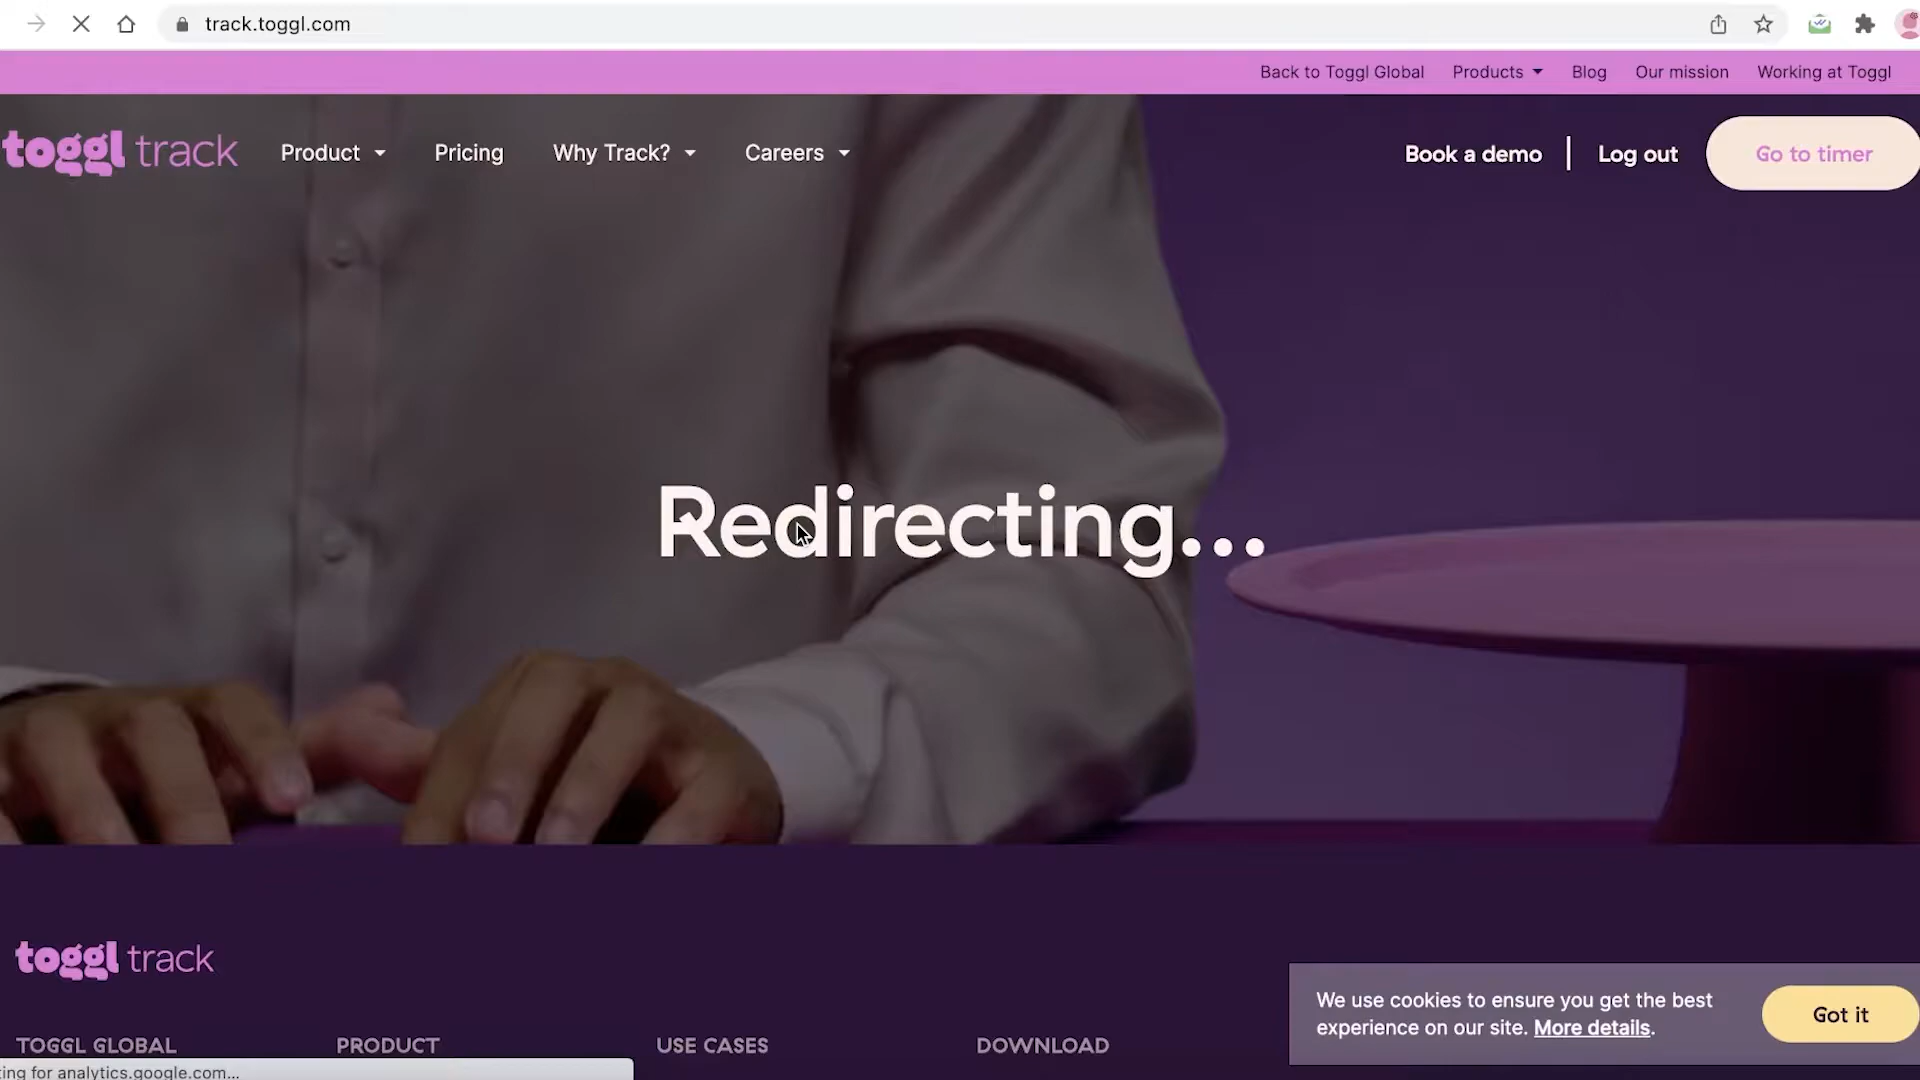 track.toggl.com
Back to Toggl Global Products Blog Our mission Working at Toggl
toggl track Product Pricing Why Track? Careers Book a demo Log out Go to timer
Redirecting...
toggl track
We use cookies to ensure you get the best
experience on our site. More details.
Got it
TOGGL GLOBAL PRODUCT USE CASES DOWNLOAD
for analytics.google.com...